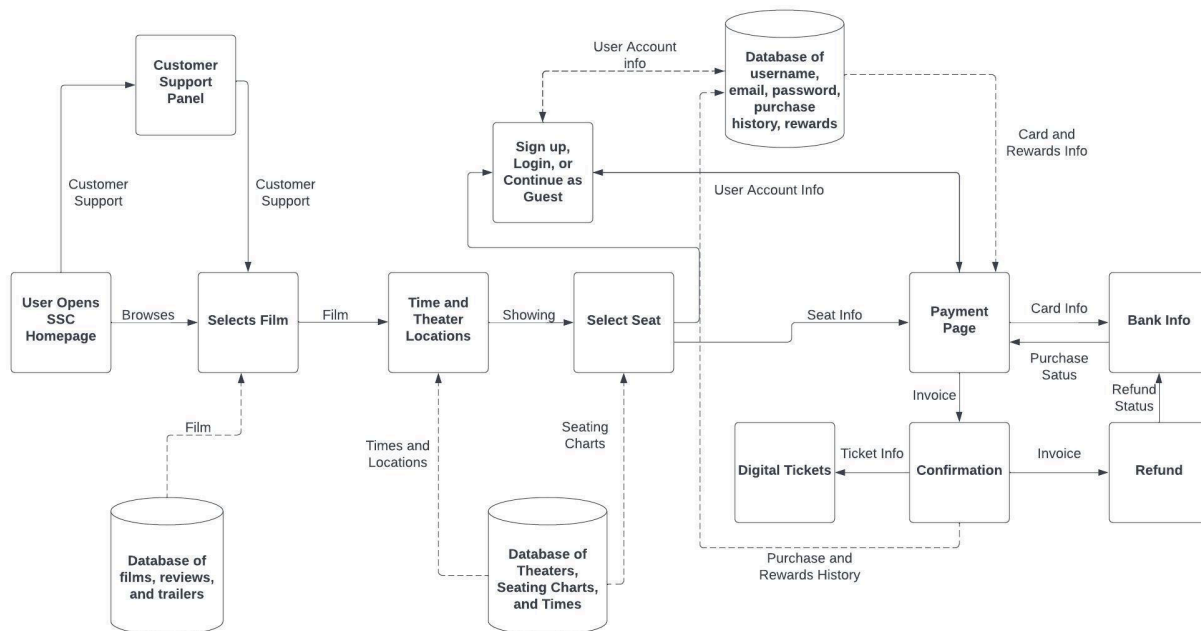 Customer
Support
Panel
User Account
info
Database of
username,
email, password,
purchase
history, rewards
Sign up,
Login, or
Continue as
Guest
Card and
Rewards Info
User Account Info
Customer
Support
Customer
Support
User Opens
SSC
Homepage
Browses
Selects Film
Film
Time and
Theater
Locations
Showing
Select Seat
Seat Info
Payment
Page
Card Info
Bank Info
Purchase
Satus
Refund
Status
Invoice
Film
Times and
Locations
Seating
Charts
Digital Tickets
Ticket Info
Confirmation
Invoice
Refund
Database of
films, reviews,
and trailers
Database of
Theaters,
Seating Charts,
and Times
Purchase and
Rewards History